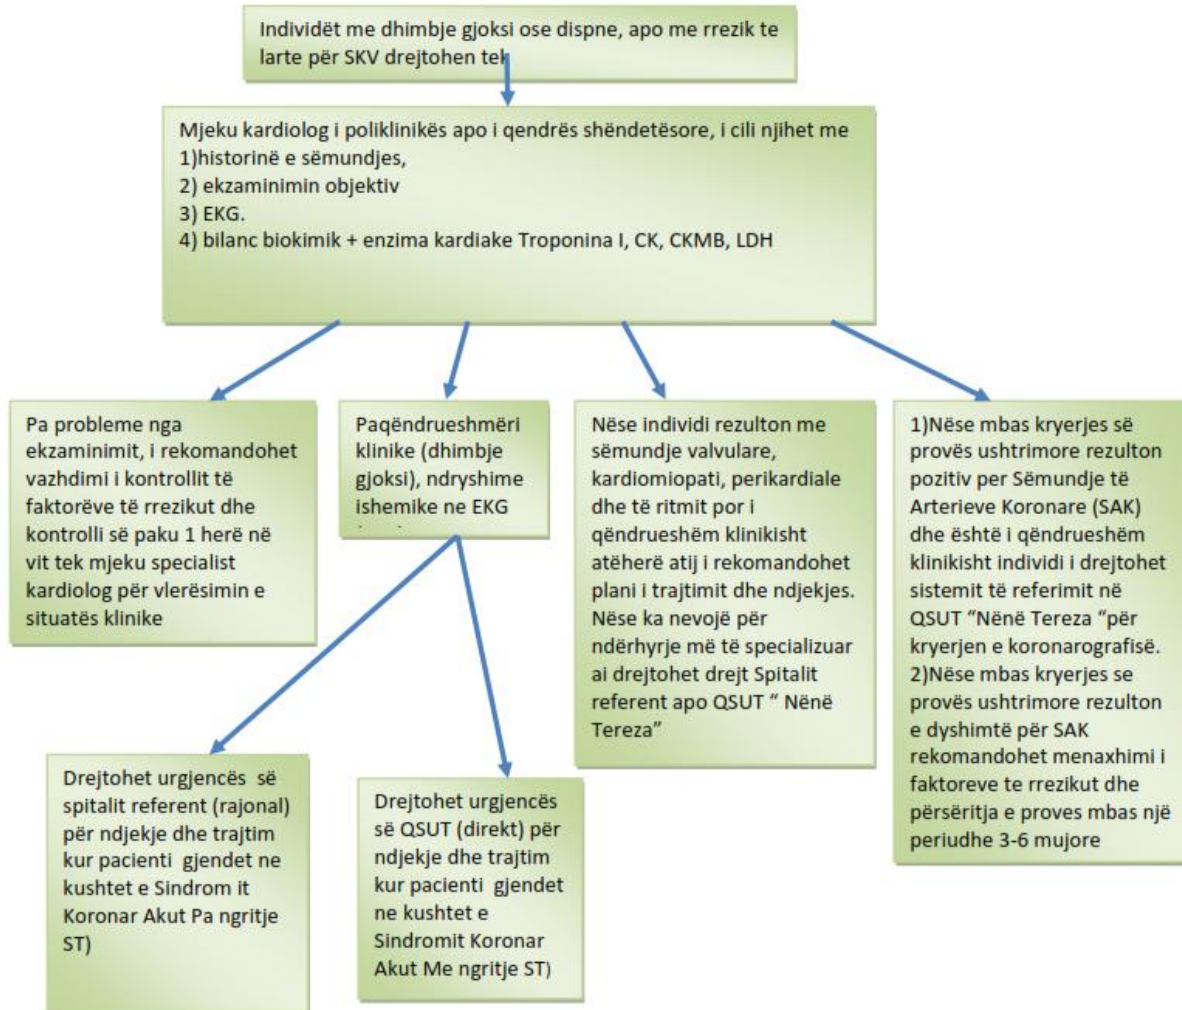 Individët me dhimbje gjoksi ose dispne, apo me rrezik te
larte për SKV drejtohen tek
Mjeku kardiolog i poliklinikës apo i qendrës shëndetësore, i cili njihet me
1)historinë e sëmundjes,
2) ekzaminimin objektiv
3) EKG.
4) bilanc biokimik + enzima kardiake Troponina I, CK, CKMB, LDH
Pa probleme nga
ekzaminimit, i rekomandohet
vazhdimi i kontrollit të
faktorëve të rrezikut dhe
kontrolli së paku 1 herë në
vit tek mjeku specialist
kardiolog për vlerësimin e
situatës klinike
Paqëndrueshmëri
klinike (dhimbje
gjoksi), ndryshime
ishemike ne EKG
Nëse individi rezulton me
sëmundje valvulare,
kardiomiopati, perikardiale
dhe të ritmit por i
qëndrueshëm klinikisht
atëherë atij i rekomandohet
plani i trajtimit dhe ndjekjes.
Nëse ka nevojë për
ndërhyrje më të specializuar
ai drejtohet drejt Spitalit
referent apo QSUT “ Nënë
Tereza”
1)Nëse mbas kryerjes së
provës ushtrimore rezulton
pozitiv per Sëmundje të
Arterieve Koronare (SAK)
dhe është i qëndrueshëm
klinikisht individi i drejtohet
sistemit të referimit në
QSUT “Nënë Tereza “për
kryerjen e koronarografisë.
2)Nëse mbas kryerjes se
provës ushtrimore rezulton
e dyshimtë për SAK
rekomandohet menaxhimi i
faktoreve te rrezikut dhe
përsëritja e proves mbas një
periudhe 3-6 mujore
Drejtohet urgjencës së
spitalit referent (rajonal)
për ndjekje dhe trajtim
kur pacienti gjendet ne
kushtet e Sindrom it
Koronar Akut Pa ngritje
ST)
Drejtohet urgjencës
së QSUT (direkt) për
ndjekje dhe trajtim
kur pacienti gjendet
ne kushtet e
Sindromit Koronar
Akut Me ngritje ST)